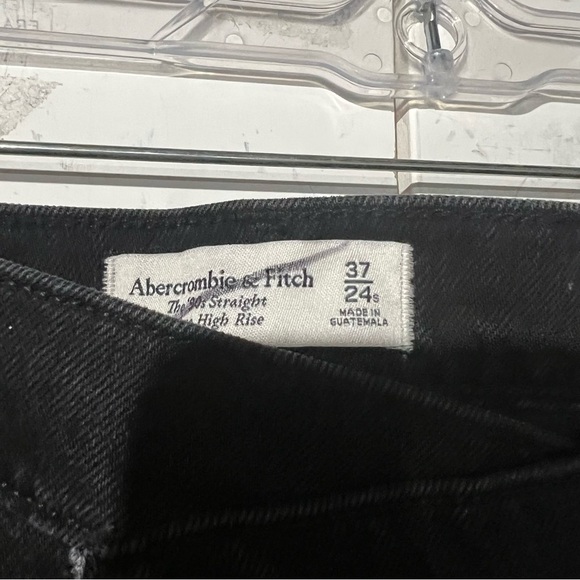 Abercrombie & Fitch
The '90s Straight
High Rise
37
24s
MADE IN
GUATEMALA